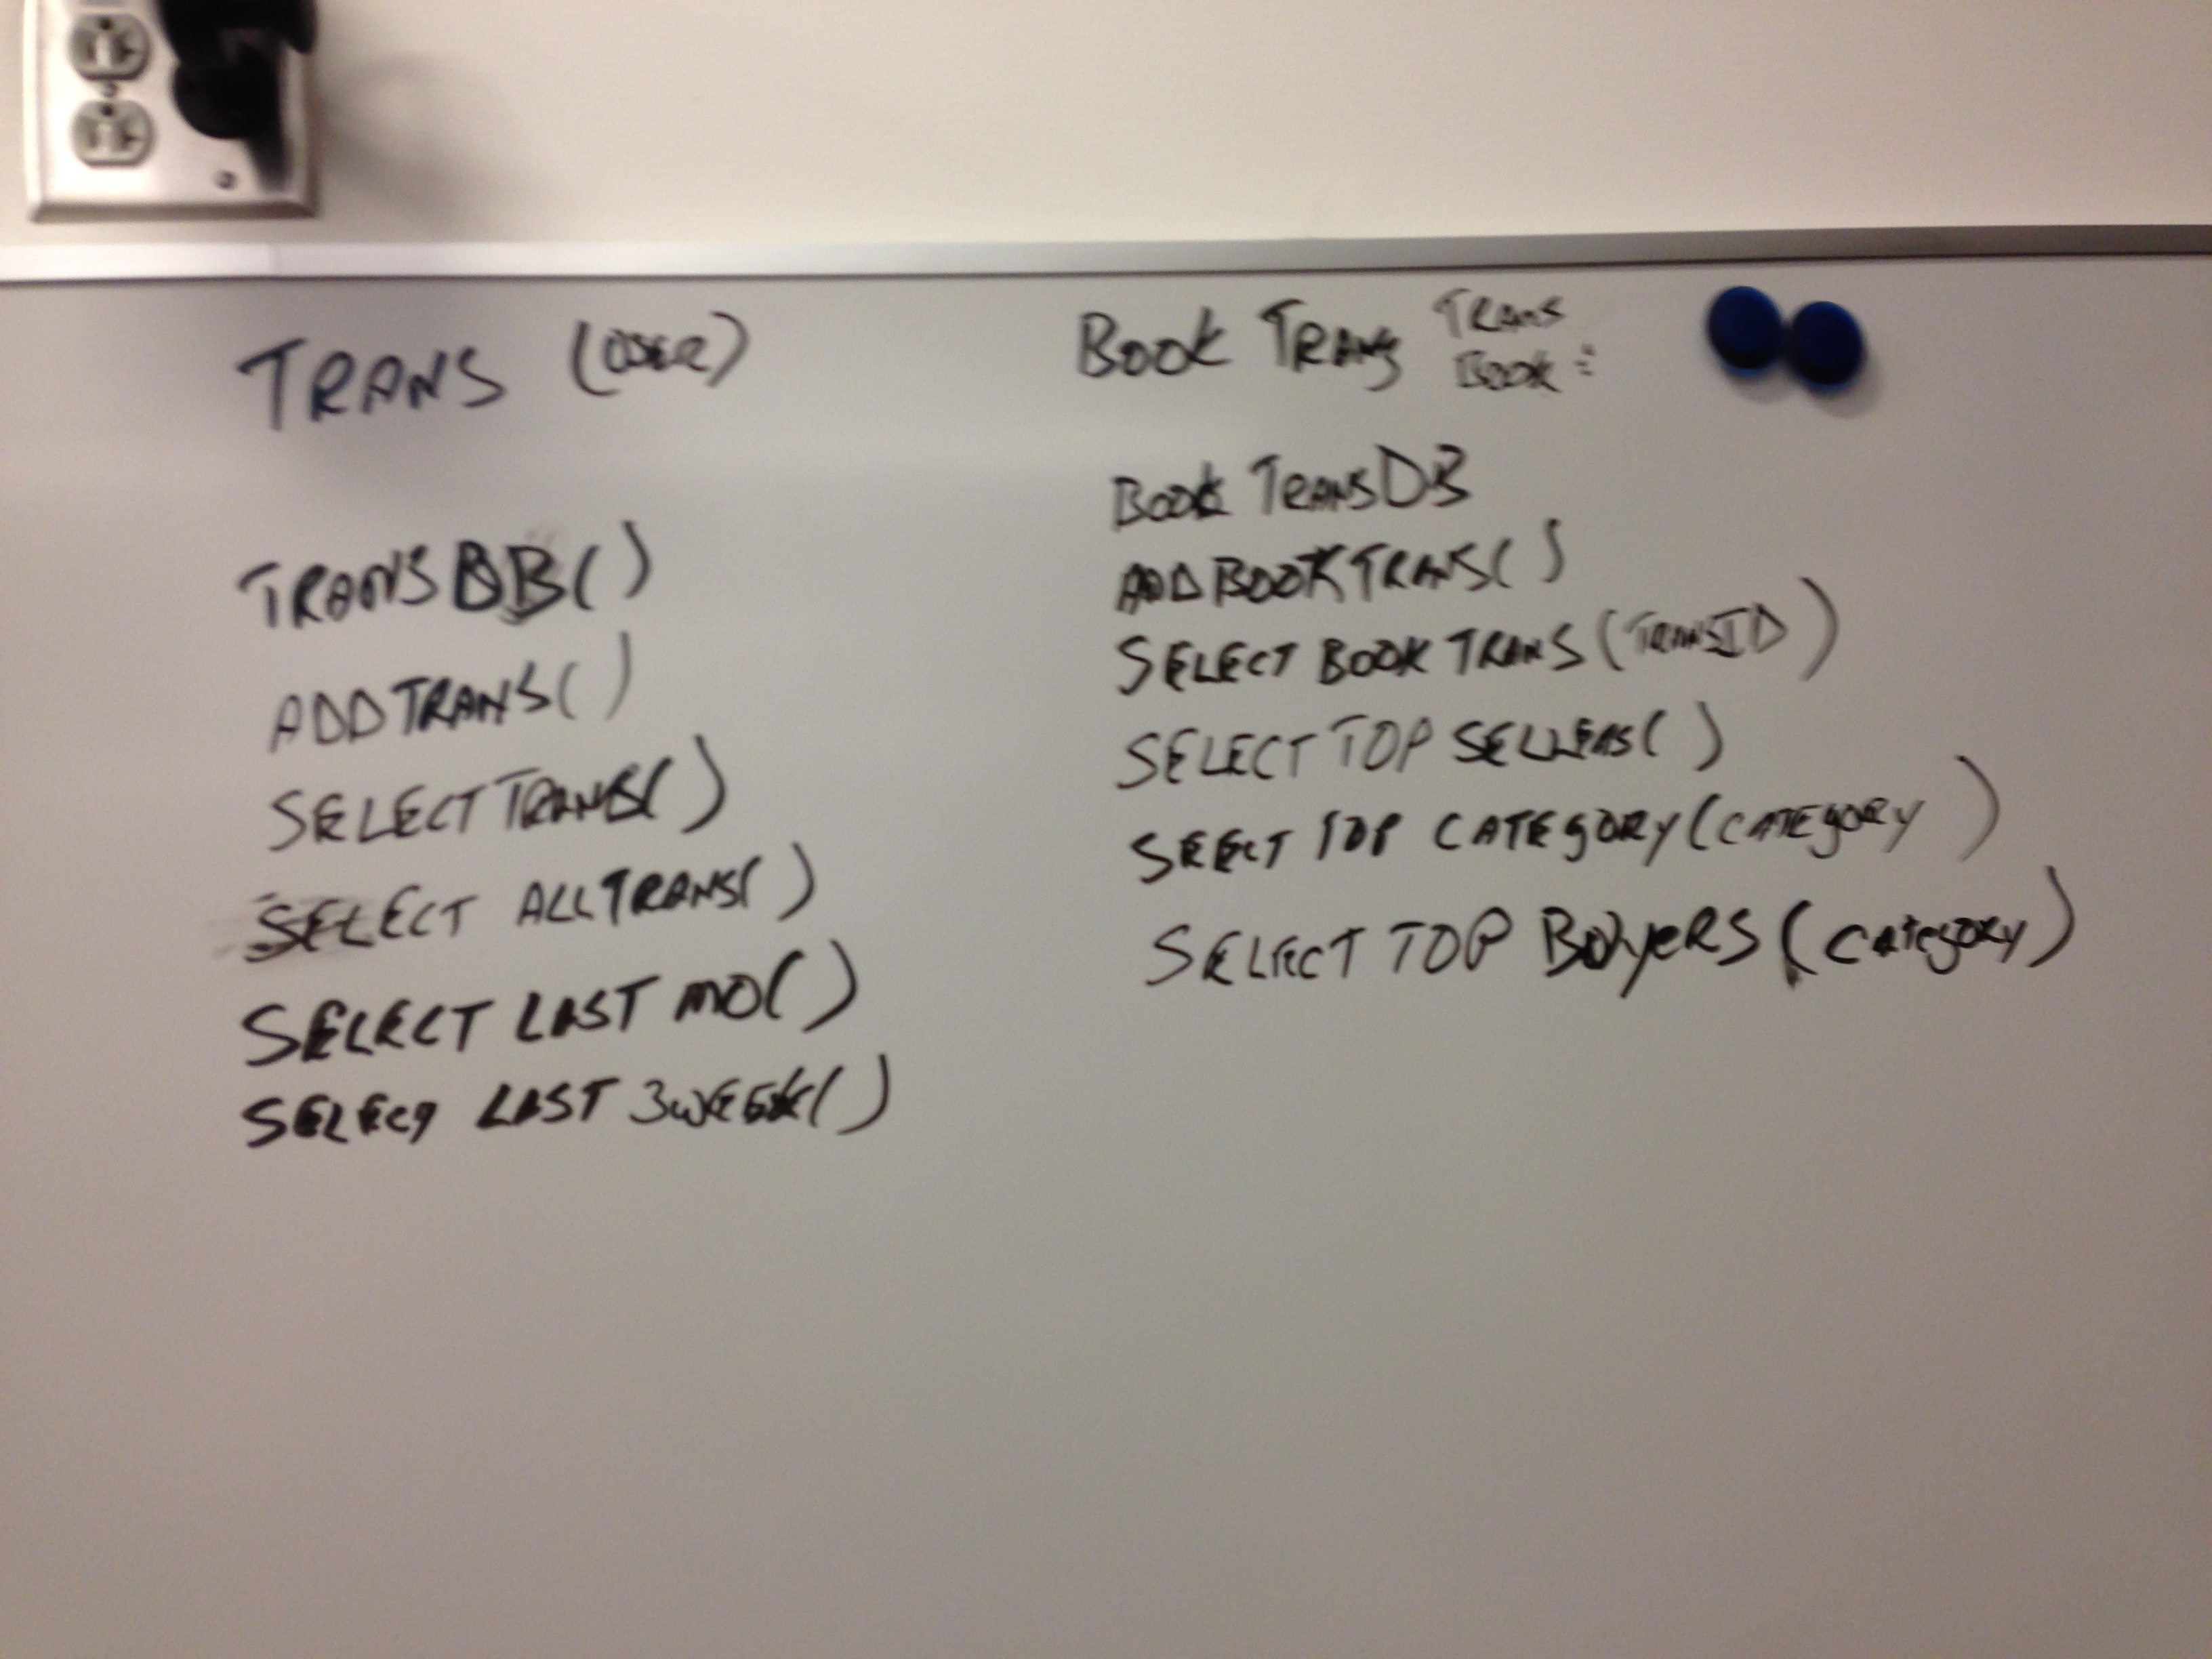 TRANS (USER)
TRANSDB()
ADDTRANS()
SELECTTRANS()
SELECT ALLTRANS()
SELECT LAST MO()
SELECT LAST 3WEEK()
BOOK TRANS
TRANS
BOOK
BOOK TRANSDB
ADDBOOKTRANS()
SELECT BOOK TRANS (TRANSID)
SELECT TOP SELLERS()
SELECT TOP CATEGORY(CATEGORY)
SELECT TOP BUYERS (CATEGORY)